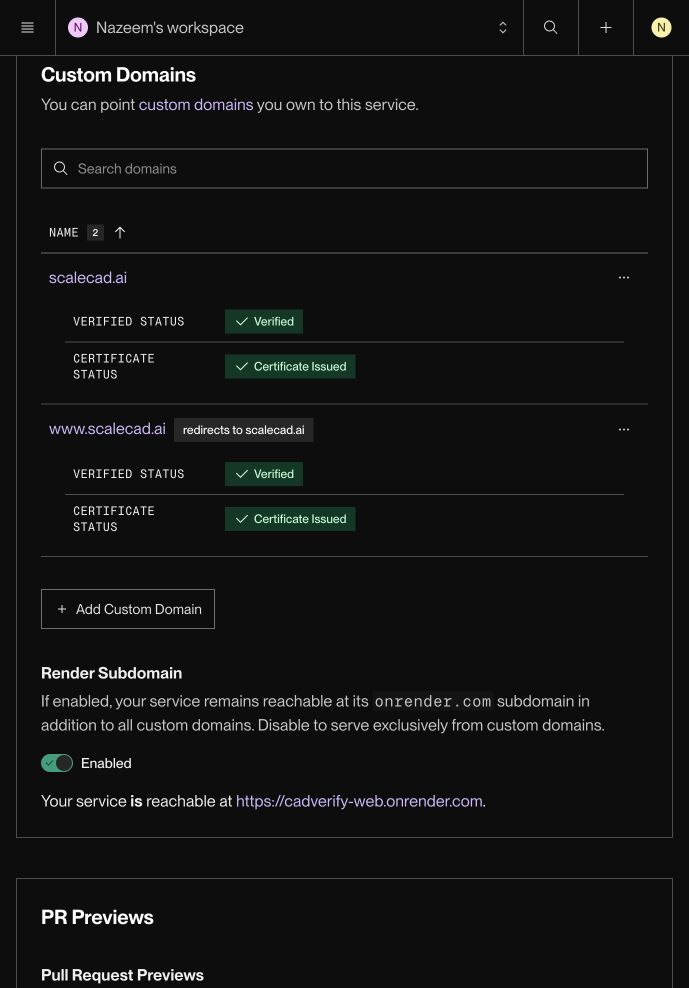 N Nazeem's workspace N
Custom Domains
You can point custom domains you own to this service.
Search domains
NAME 2
scalecad.ai
VERIFIED STATUS Verified
CERTIFICATE
STATUS Certificate Issued
www.scalecad.ai redirects to scalecad.ai
VERIFIED STATUS Verified
CERTIFICATE
STATUS Certificate Issued
+ Add Custom Domain
Render Subdomain
If enabled, your service remains reachable at its onrender.com subdomain in
addition to all custom domains. Disable to serve exclusively from custom domains.
Enabled
Your service is reachable at https://cadverify-web.onrender.com.
PR Previews
Pull Request Previews